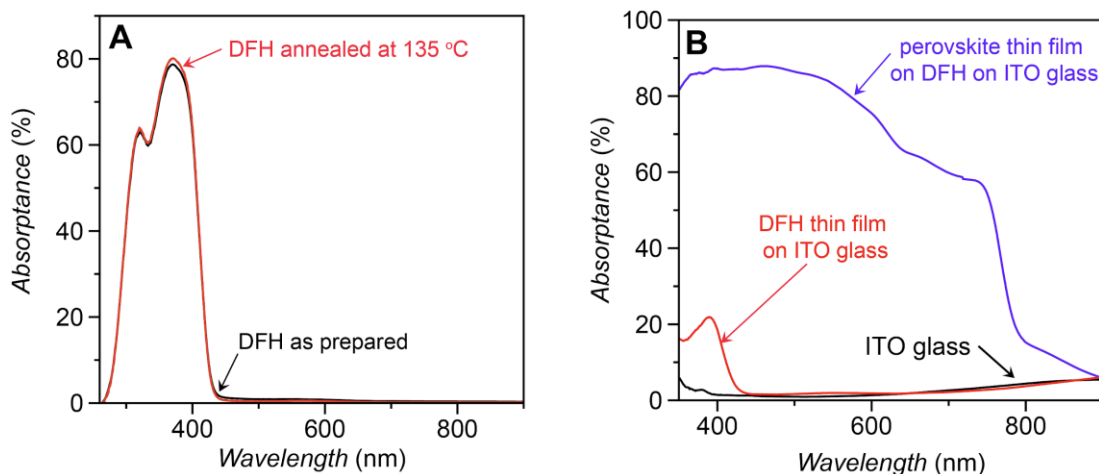 A
DFH annealed at 135 °C
DFH as prepared
80
60
40
20
0
400
600
800
Absorptance (%)
Wavelength (nm)
B
perovskite thin film
on DFH on ITO glass
DFH thin film
on ITO glass
ITO glass
100
80
60
40
20
0
400
600
800
Absorptance (%)
Wavelength (nm)